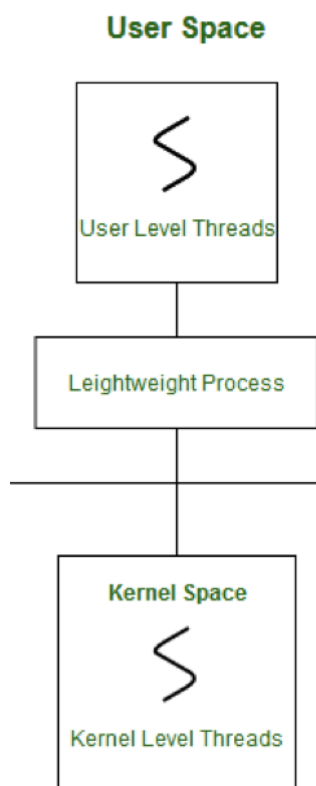 User Space
User Level Threads
Leightweight Process
Kernel Space
Kernel Level Threads